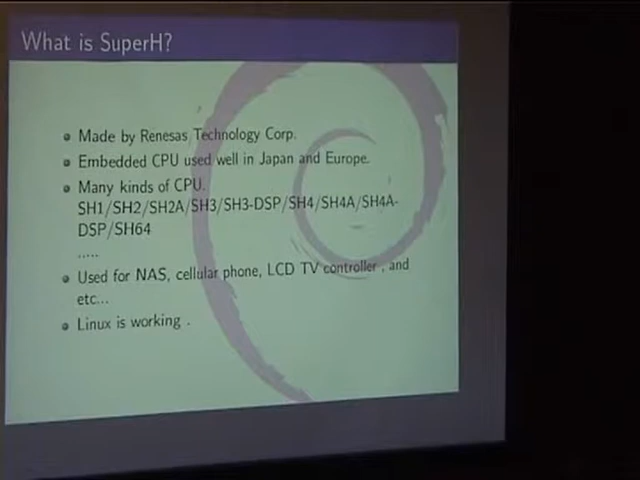 What is SuperH?
Made by Renesas Technology Corp.
Embedded CPU used well in Japan and Europe.
Many kinds of CPU.
SH1/SH2/SH2A/SH3/SH3-DSP/SH4/SH4A/SH4A-
DSP/SH64
.....
Used for NAS, cellular phone, LCD TV controller , and
etc...
Linux is working .